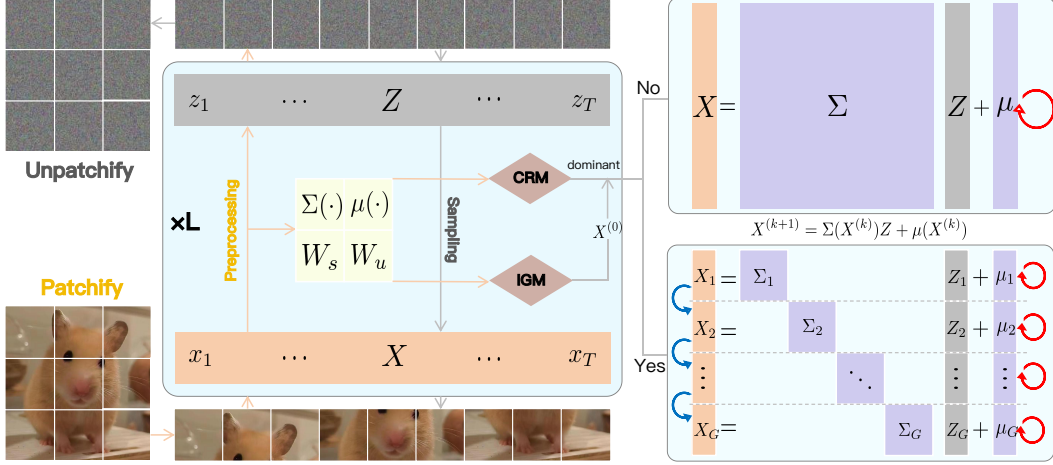 Unpatchify
Patchify
×L
z_1 ··· Z ··· z_T
Preprocessing
Σ(·) μ(·)
W_s W_u
Sampling
CRM
IGM
dominant
X^{(0)}
x_1 ··· X ··· x_T
No
Yes
X = Σ Z + μ
X^{(k+1)} = Σ(X^{(k)})Z + μ(X^{(k)})
X_1 = Σ_1 Z_1 + μ_1
X_2 = Σ_2 Z_2 + μ_2
⋮ ⋱ ⋮ ⋮
X_G = Σ_G Z_G + μ_G